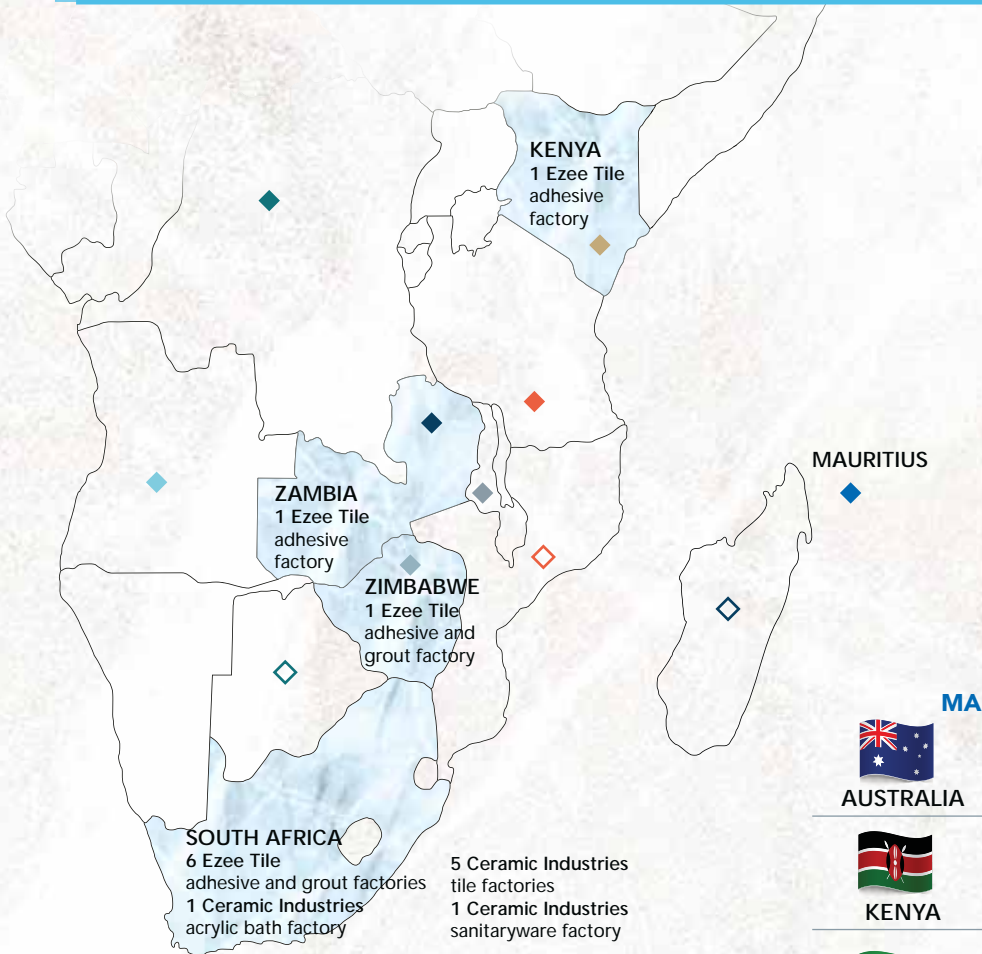 KENYA
1 Ezee Tile
adhesive
factory
MAURITIUS
ZAMBIA
1 Ezee Tile
adhesive
factory
ZIMBABWE
1 Ezee Tile
adhesive and
grout factory
SOUTH AFRICA
6 Ezee Tile
adhesive and grout factories
1 Ceramic Industries
acrylic bath factory
5 Ceramic Industries
tile factories
1 Ceramic Industries
sanitaryware factory
MA
AUSTRALIA
KENYA